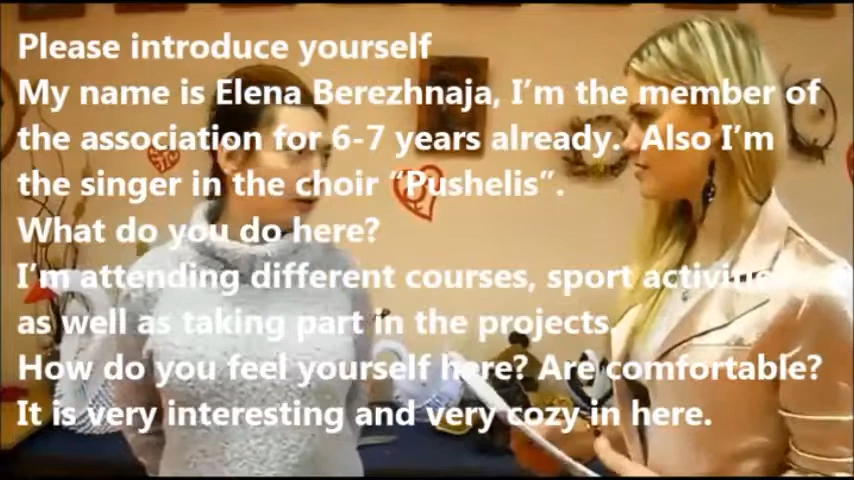 Please introduce yourself
My name is Elena Berezhnaja, I'm the member of
the association for 6-7 years already.  Also I'm
the singer in the choir “Pushelis”.
What do you do here?
I'm attending different courses, sport activities
as well as taking part in the projects.
How do you feel yourself here? Are comfortable?
It is very interesting and very cozy in here.